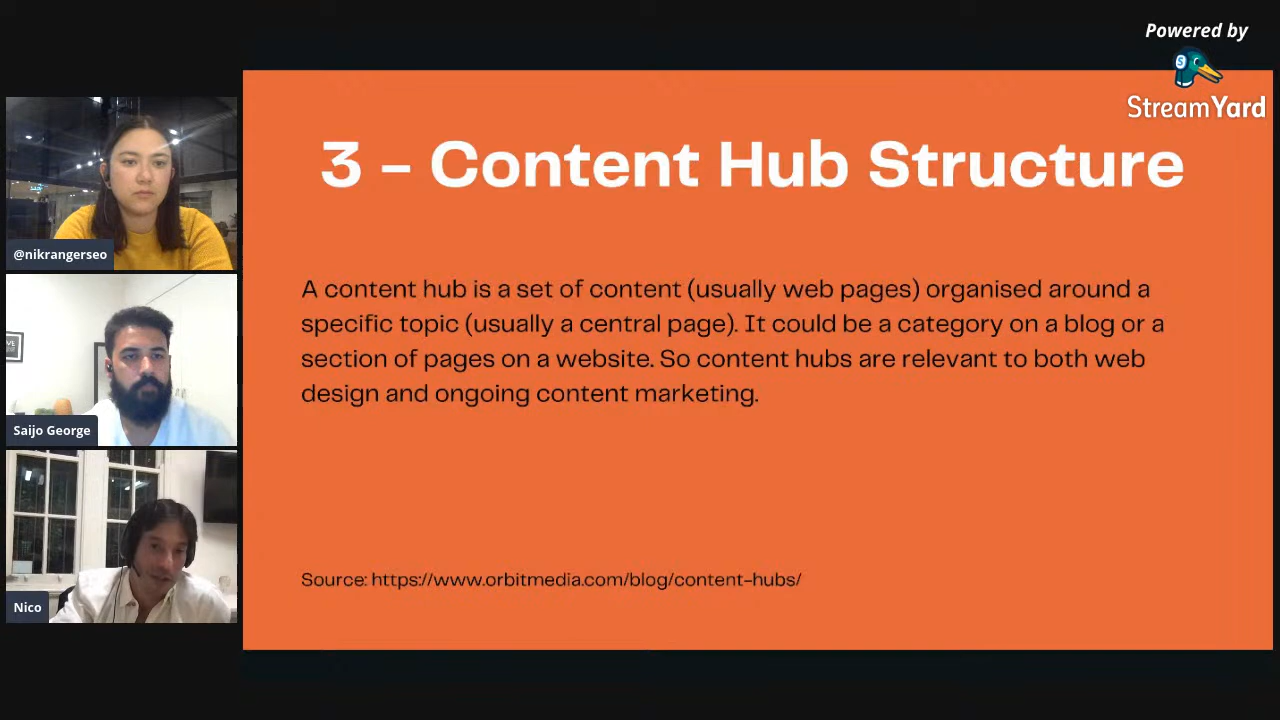 Powered by
StreamYard
3 - Content Hub Structure
A content hub is a set of content (usually web pages) organised around a
specific topic (usually a central page). It could be a category on a blog or a
section of pages on a website. So content hubs are relevant to both web
design and ongoing content marketing.
Source: https://www.orbitmedia.com/blog/content-hubs/
@nikrangerseo
Saijo George
Nico